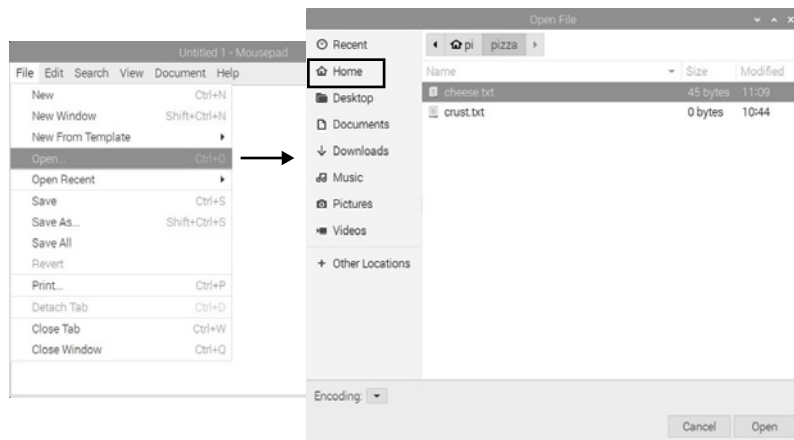 Untitled 1 - Mousepad
File Edit Search View Document Help
New Ctrl+N
New Window Shift+Ctrl+N
New From Template
Open... Ctrl+O
Open Recent
Save Ctrl+S
Save As... Shift+Ctrl+S
Save All
Revert
Print... Ctrl+P
Detach Tab Ctrl+D
Close Tab Ctrl+W
Close Window Ctrl+Q
Open File
Recent
Home
Desktop
Documents
Downloads
Music
Pictures
Videos
+ Other Locations
pi pizza
Name Size Modified
cheese.txt 45 bytes 11:09
crust.txt 0 bytes 10:44
Encoding:
Cancel Open